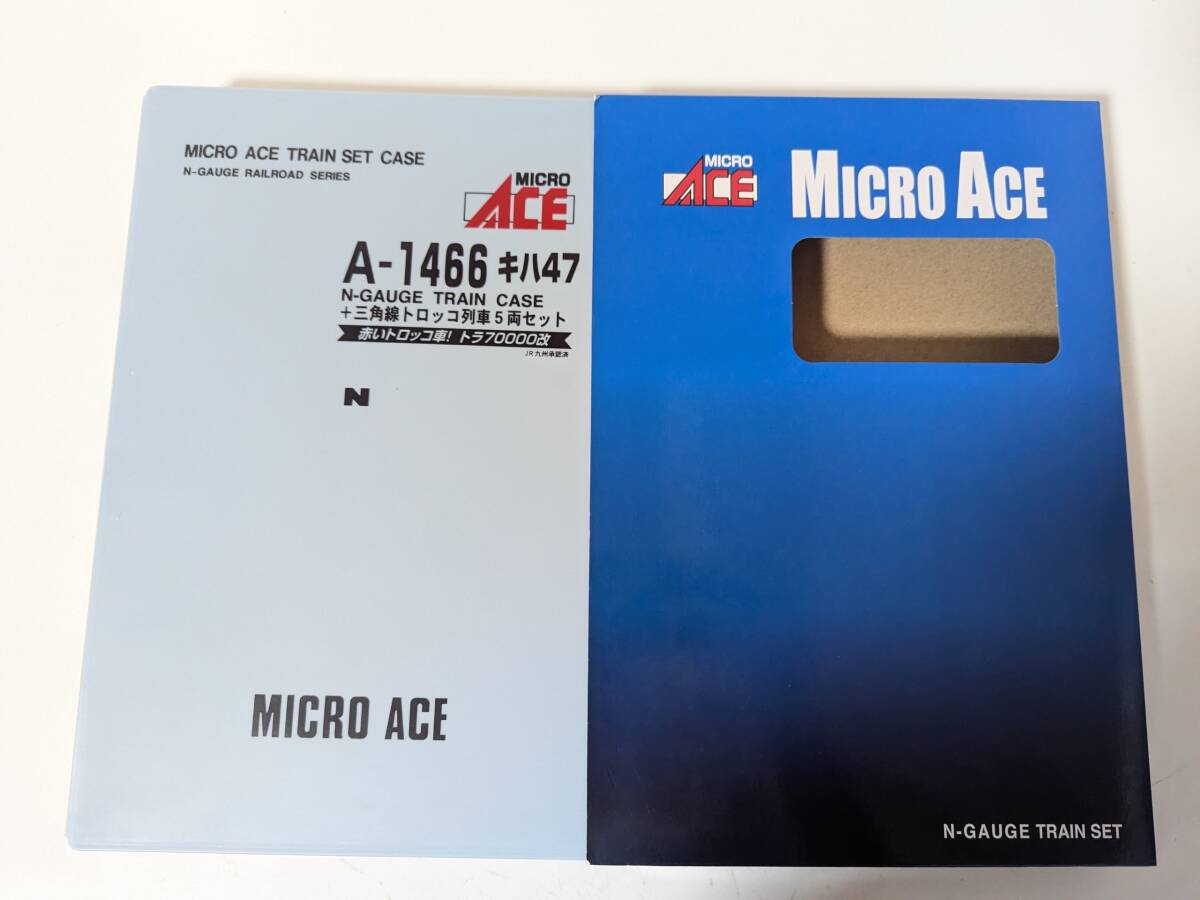 MICRO ACE TRAIN SET CASE
N-GAUGE RAILROAD SERIES
MICRO
ACE
A-1466 キハ47
N-GAUGE TRAIN CASE
+三角線トロッコ列車5両セット
赤いトロッコ車! トラ70000改
JR九州承認済
N
MICRO ACE
MICRO
ACE
MICRO ACE
N-GAUGE TRAIN SET